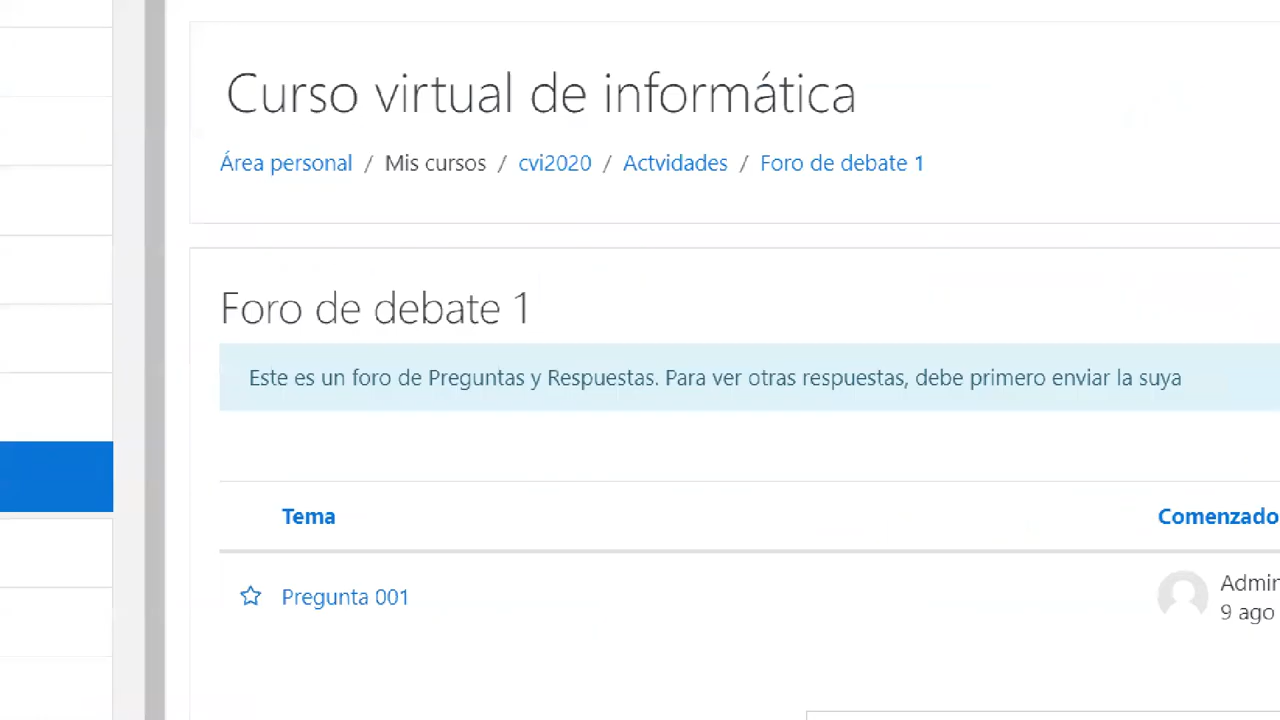 Curso virtual de informática
Área personal / Mis cursos / cvi2020 / Actvidades / Foro de debate 1
Foro de debate 1
Este es un foro de Preguntas y Respuestas. Para ver otras respuestas, debe primero enviar la suya
Tema Comenzado
Pregunta 001 Admin
9 ago